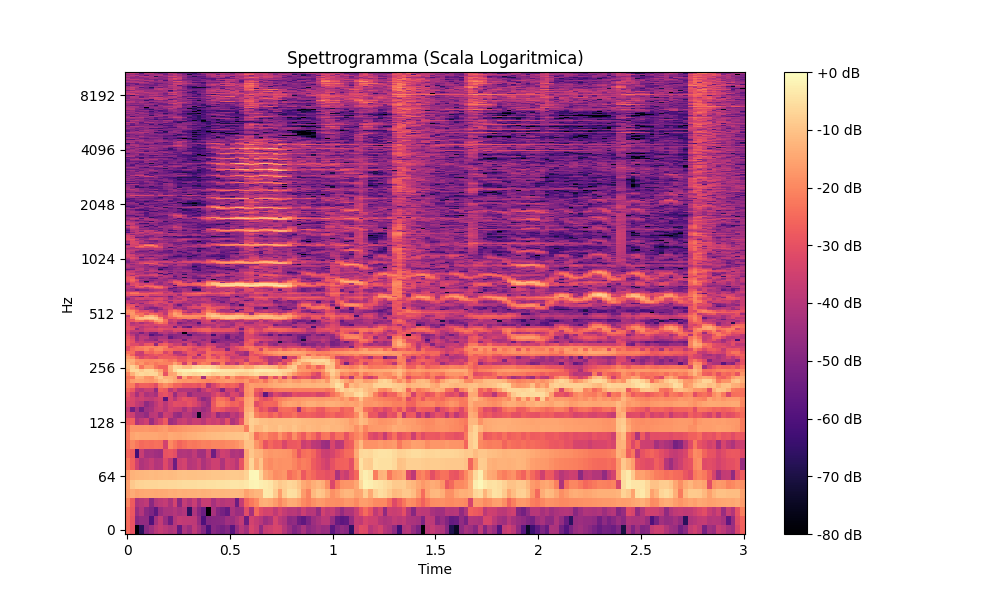 Spettrogramma (Scala Logaritmica)
Hz
8192
4096
2048
1024
512
256
128
64
0
0 0.5 1 1.5 2 2.5 3
Time
+0 dB
-10 dB
-20 dB
-30 dB
-40 dB
-50 dB
-60 dB
-70 dB
-80 dB